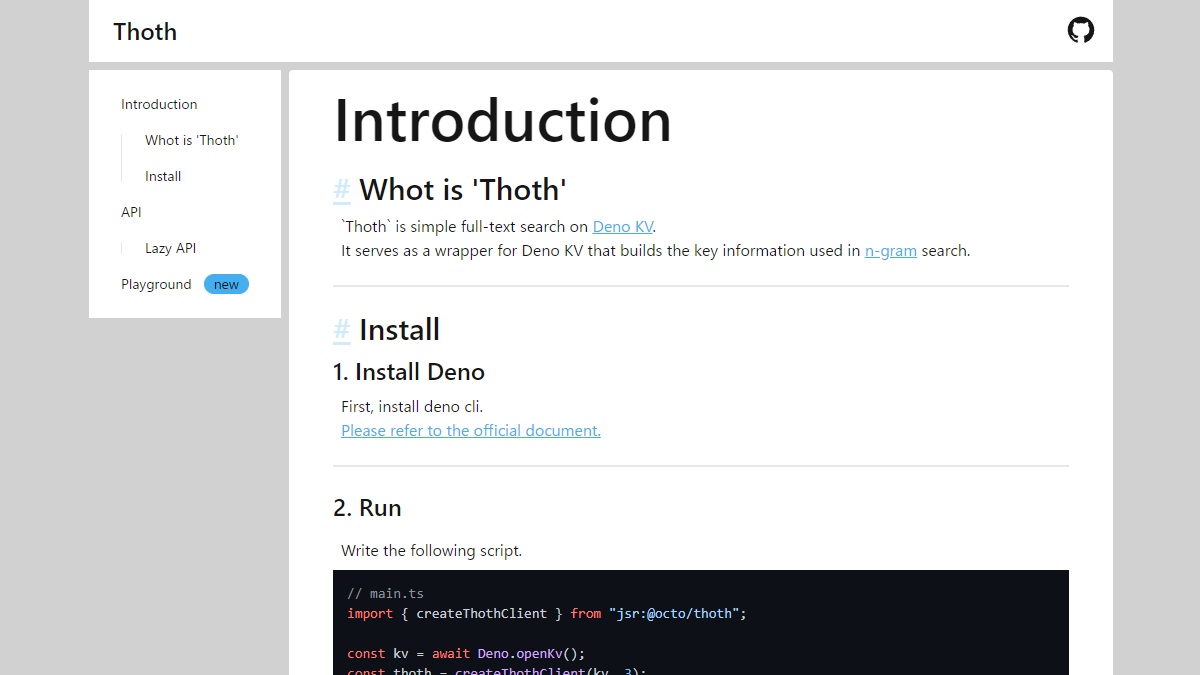 Thoth
Introduction
Whot is 'Thoth'
Install
API
Lazy API
Playground new
Introduction
# Whot is 'Thoth'
`Thoth` is simple full-text search on Deno KV.
It serves as a wrapper for Deno KV that builds the key information used in n-gram search.
# Install
1. Install Deno
First, install deno cli.
Please refer to the official document.
2. Run
Write the following script.
// main.ts
import { createThothClient } from "jsr:@octo/thoth";
const kv = await Deno.openKv();
const thoth = createThothClient(kv, 3);